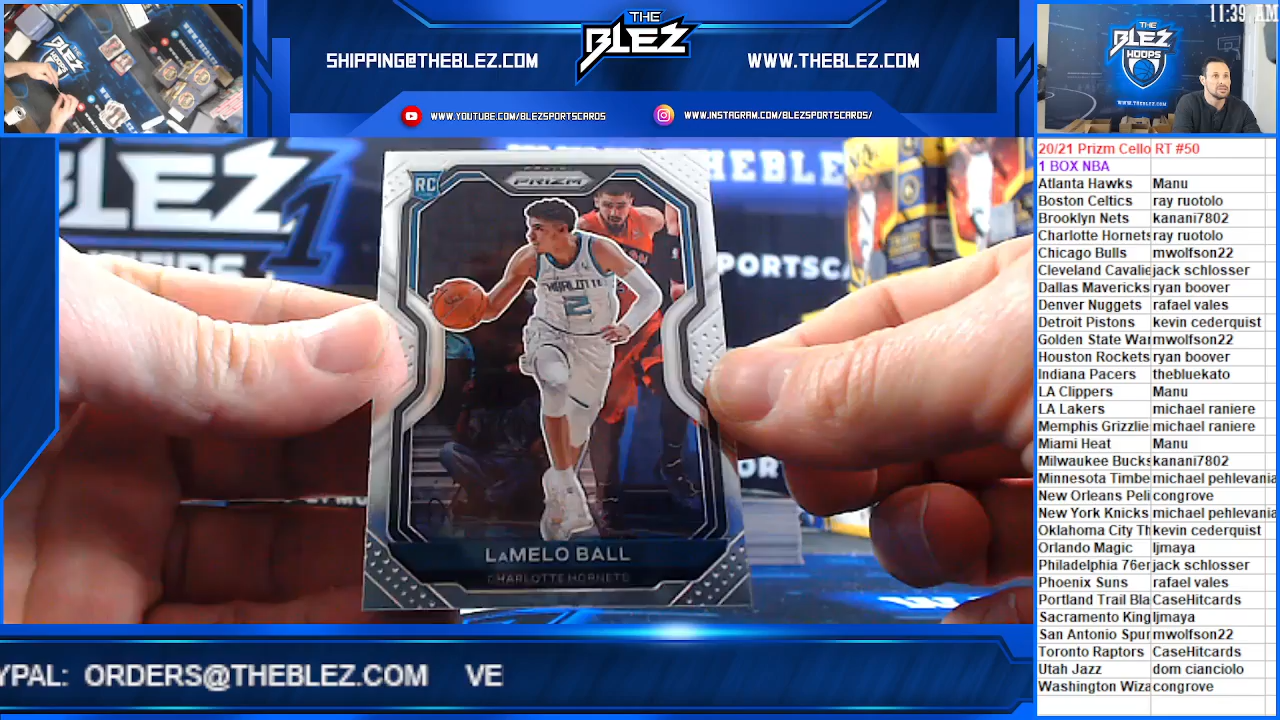 THE
BLEZ
SHIPPING@THEBLEZ.COM
WWW.THEBLEZ.COM
WWW.YOUTUBE.COM/BLEZSPORTSCARDS
WWW.INSTAGRAM.COM/BLEZSPORTSCARDS/
11:39 AM
THE
BLEZ
HOOPS
WWW.THEBLEZ.COM
THEBLEZ
RC
PRIZM
CHARLOTTE
2
LAMELO BALL
CHARLOTTE HORNETS
YPAL: ORDERS@THEBLEZ.COM VE
20/21 Prizm Cello RT #50
1 BOX NBA
Atlanta Hawks Manu
Boston Celtics ray ruotolo
Brooklyn Nets kanani7802
Charlotte Hornets ray ruotolo
Chicago Bulls mwolfson22
Cleveland Cavalie jack schlosser
Dallas Mavericks ryan boover
Denver Nuggets rafael vales
Detroit Pistons kevin cederquist
Golden State War mwolfson22
Houston Rockets ryan boover
Indiana Pacers thebluekato
LA Clippers Manu
LA Lakers michael raniere
Memphis Grizzlie michael raniere
Miami Heat Manu
Milwaukee Bucks kanani7802
Minnesota Timbe michael pehlevania
New Orleans Peli congrove
New York Knicks michael pehlevania
Oklahoma City Th kevin cederquist
Orlando Magic ljmaya
Philadelphia 76er jack schlosser
Phoenix Suns rafael vales
Portland Trail Bla CaseHitcards
Sacramento King ljmaya
San Antonio Spur mwolfson22
Toronto Raptors CaseHitcards
Utah Jazz dom cianciolo
Washington Wiza congrove